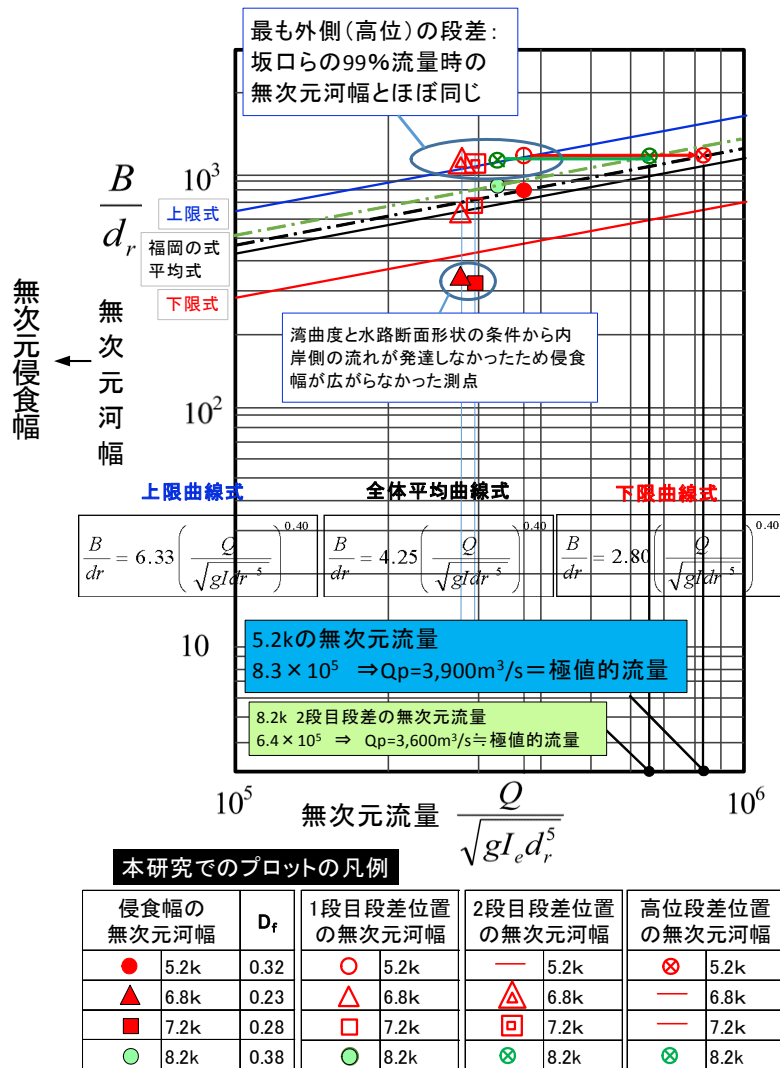 最も外側(高位)の段差:
坂口らの99%流量時の
無次元河幅とほぼ同じ
B/d_r
10³
上限式
福岡の式
平均式
下限式
無次元侵食幅
←
無次元河幅
湾曲度と水路断面形状の条件から内
岸側の流れが発達しなかったため侵食
幅が広がらなかった測点
10²
上限曲線式 全体平均曲線式 下限曲線式
B/dr = 6.33 (Q/√gIdr⁵)^0.40
B/dr = 4.25 (Q/√gIdr⁵)^0.40
B/dr = 2.80 (Q/√gIdr⁵)^0.40
10
5.2kの無次元流量
8.3×10⁵ ⇒Qp=3,900m³/s=極値的流量
8.2k 2段目段差の無次元流量
6.4×10⁵ ⇒ Qp=3,600m³/s≒極値的流量
10⁵ 10⁶
無次元流量 Q/√gI_e d_r⁵
本研究でのプロットの凡例
侵食幅の
無次元河幅
D_f
1段目段差位置
の無次元河幅
2段目段差位置
の無次元河幅
高位段差位置
の無次元河幅
5.2k 0.32 5.2k 5.2k 5.2k
6.8k 0.23 6.8k 6.8k 6.8k
7.2k 0.28 7.2k 7.2k 7.2k
8.2k 0.38 8.2k 8.2k 8.2k